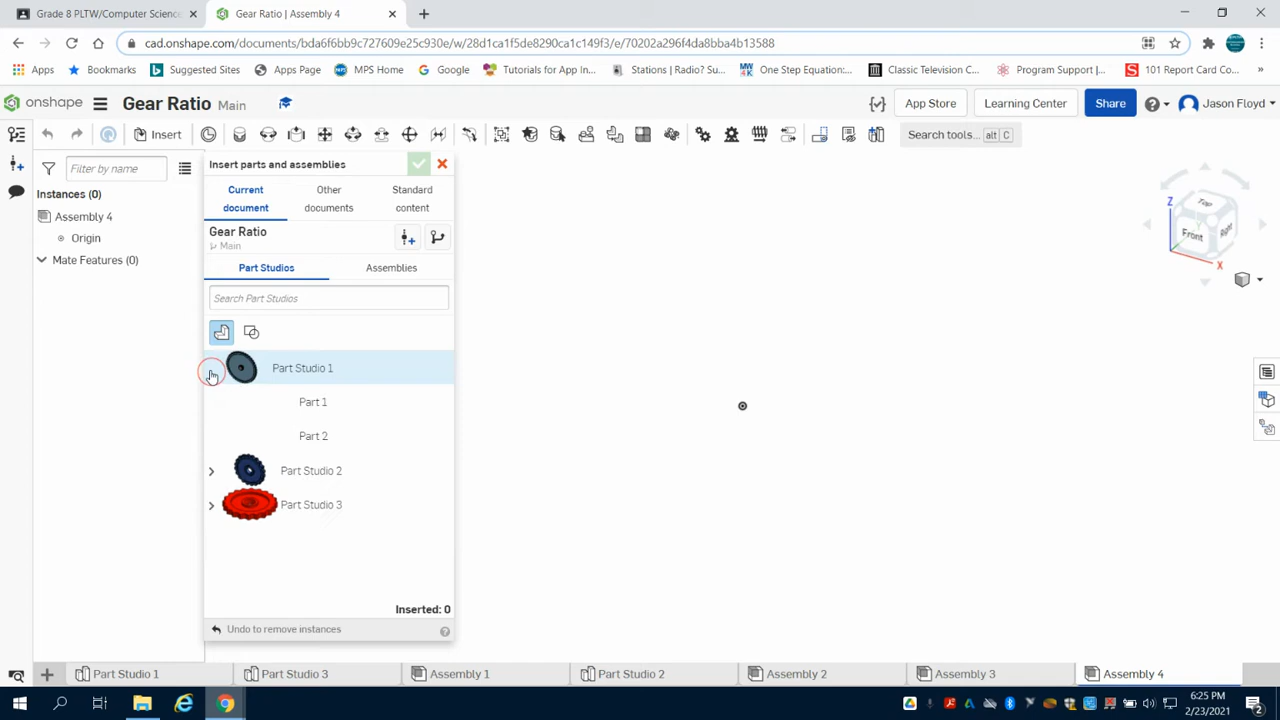 Grade 8 PLTW/Computer Science
Gear Ratio | Assembly 4
cad.onshape.com/documents/bda6f6bb9c727609e25c930e/w/28d1ca1f5de8290ca1c149f3/e/70202a296f4da8bba4b13588
Apps Bookmarks Suggested Sites Apps Page MPS Home Google Tutorials for App In... Stations | Radio? Su... One Step Equation:... Classic Television C... Program Support |... 101 Report Card Co... »
onshape Gear Ratio Main App Store Learning Center Share Jason Floyd
Insert Search tools... alt C
Filter by name
Instances (0)
Assembly 4
Origin
Mate Features (0)
Insert parts and assemblies
Current document
Other documents
Standard content
Gear Ratio
Main
Part Studios Assemblies
Search Part Studios
Part Studio 1
Part 1
Part 2
Part Studio 2
Part Studio 3
Inserted: 0
Undo to remove instances
Top
Front
Right
Z
Y
X
Part Studio 1 Part Studio 3 Assembly 1 Part Studio 2 Assembly 2 Assembly 3 Assembly 4
6:25 PM
2/23/2021
2